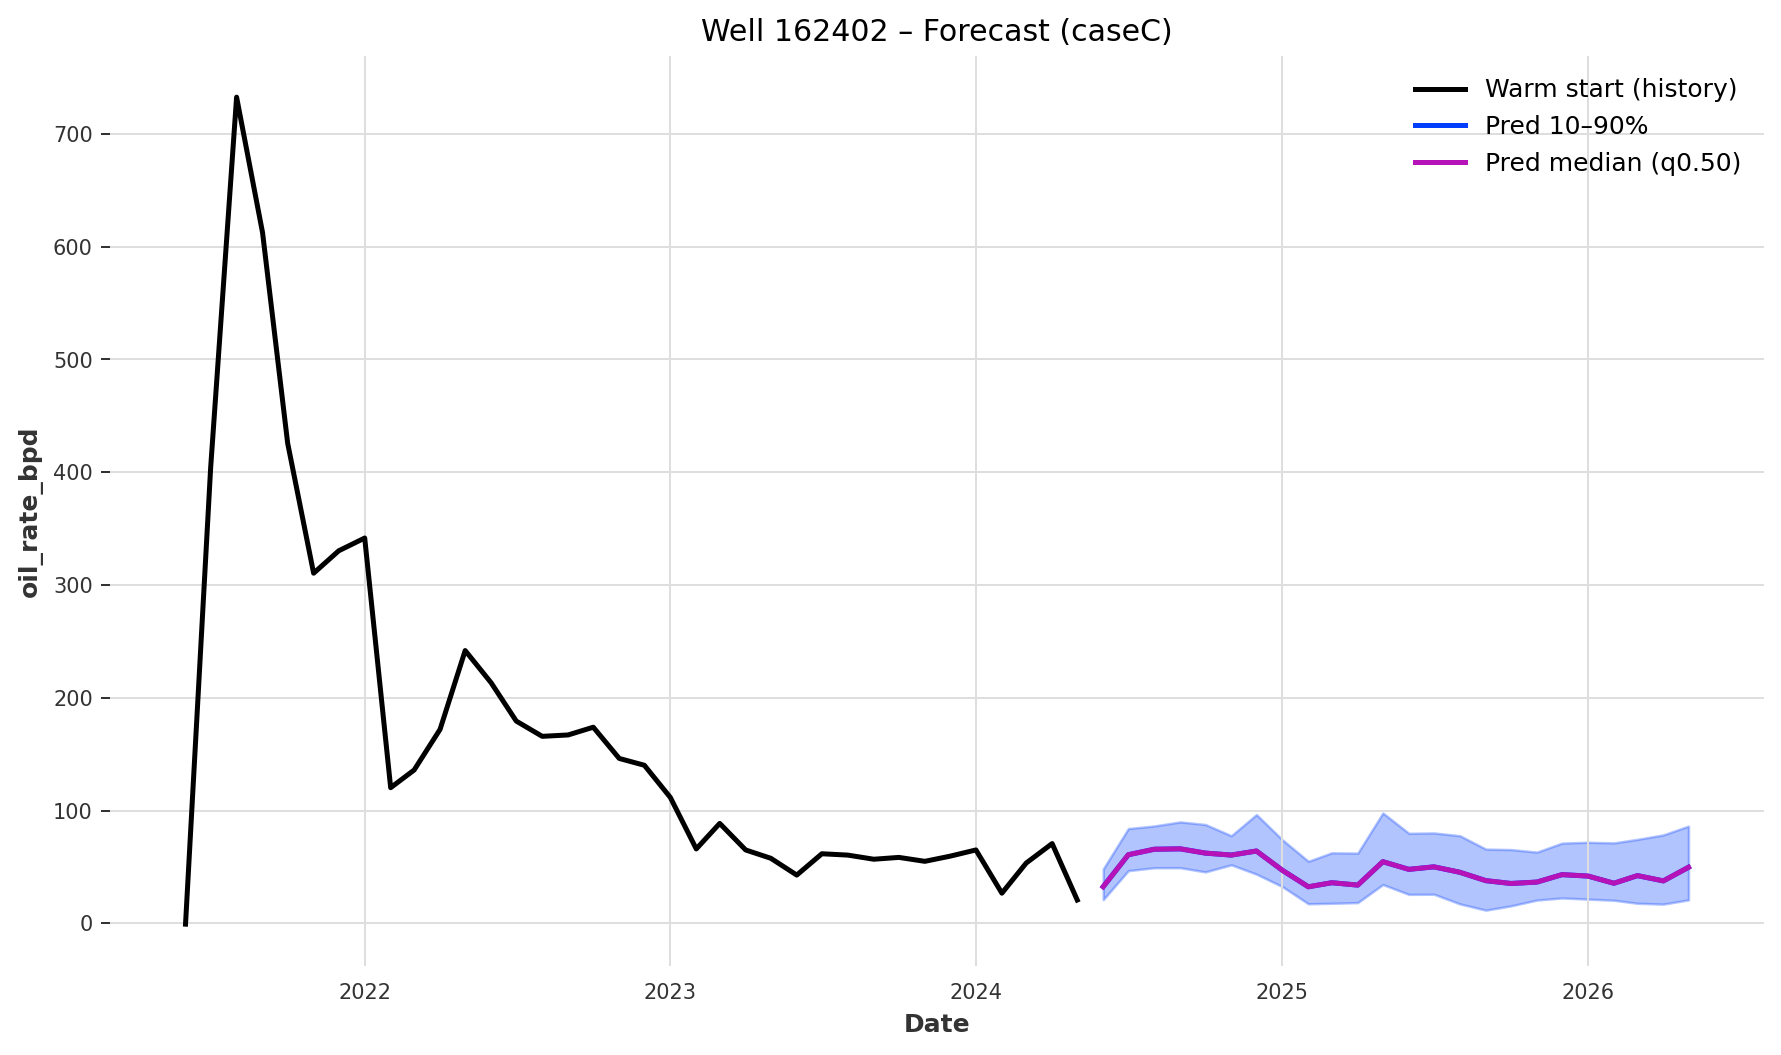 Well 162402 – Forecast (caseC)
Warm start (history)
Pred 10–90%
Pred median (q0.50)
oil_rate_bpd
700
600
500
400
300
200
100
0
2022
2023
2024
2025
2026
Date